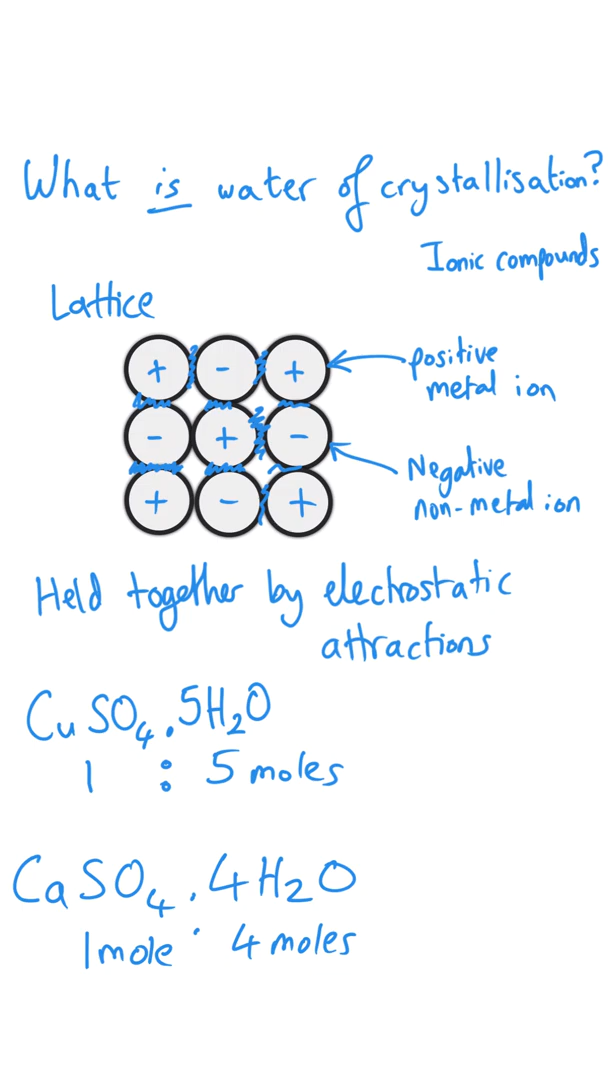 What is water of crystallisation?
Ionic compounds
Lattice
+ - +
- + -
+ - +
positive
metal ion
Negative
non-metal ion
Held together by electrostatic
attractions
CuSO₄.5H₂O
1 : 5 moles
CaSO₄.4H₂O
1mole : 4 moles